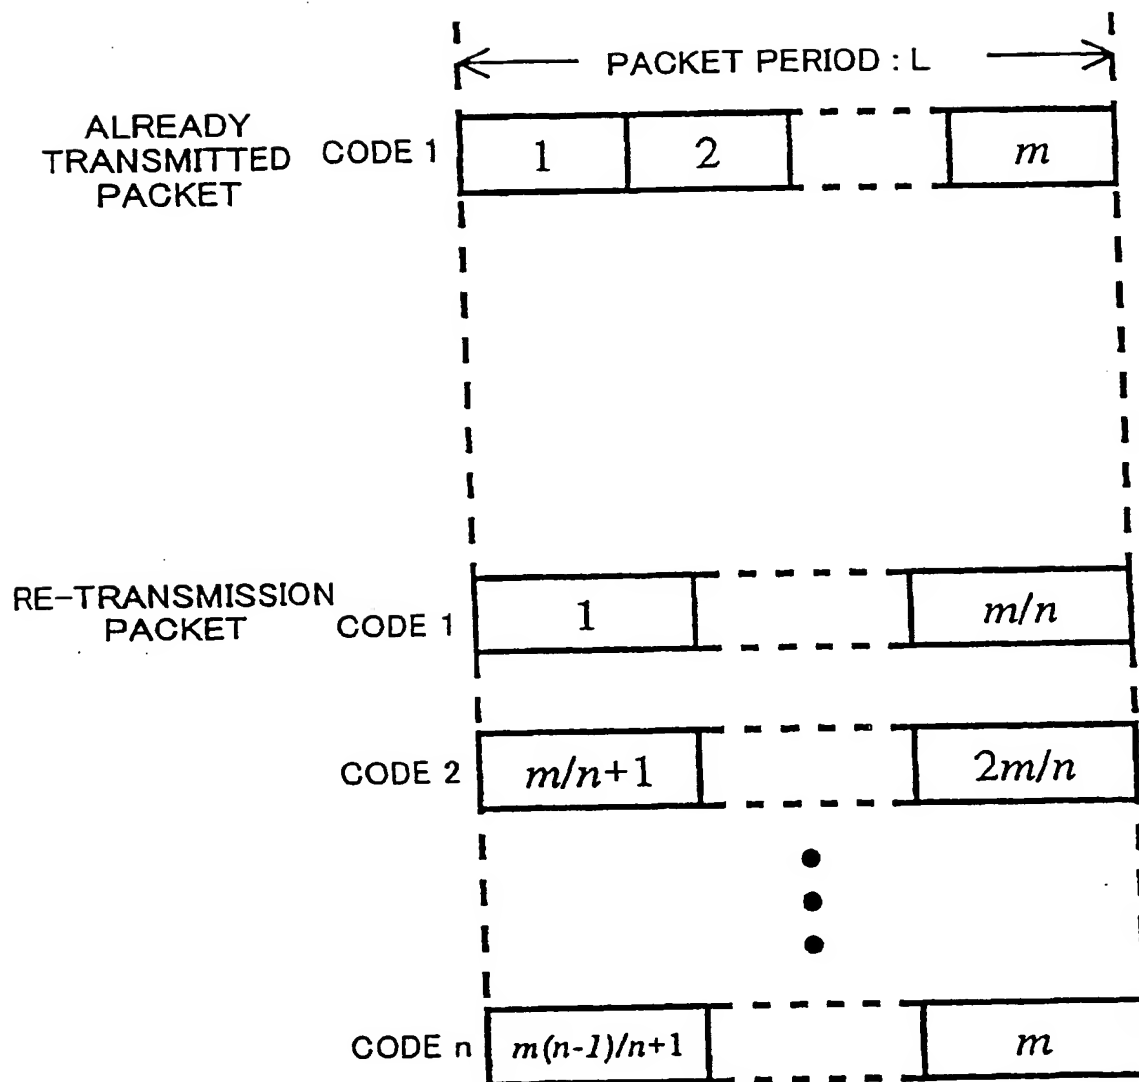 PACKET PERIOD : L
ALREADY
TRANSMITTED
PACKET
CODE 1
1 2 m
RE-TRANSMISSION
PACKET
CODE 1
1 m/n
CODE 2
m/n+1 2m/n
CODE n
m(n-1)/n+1 m